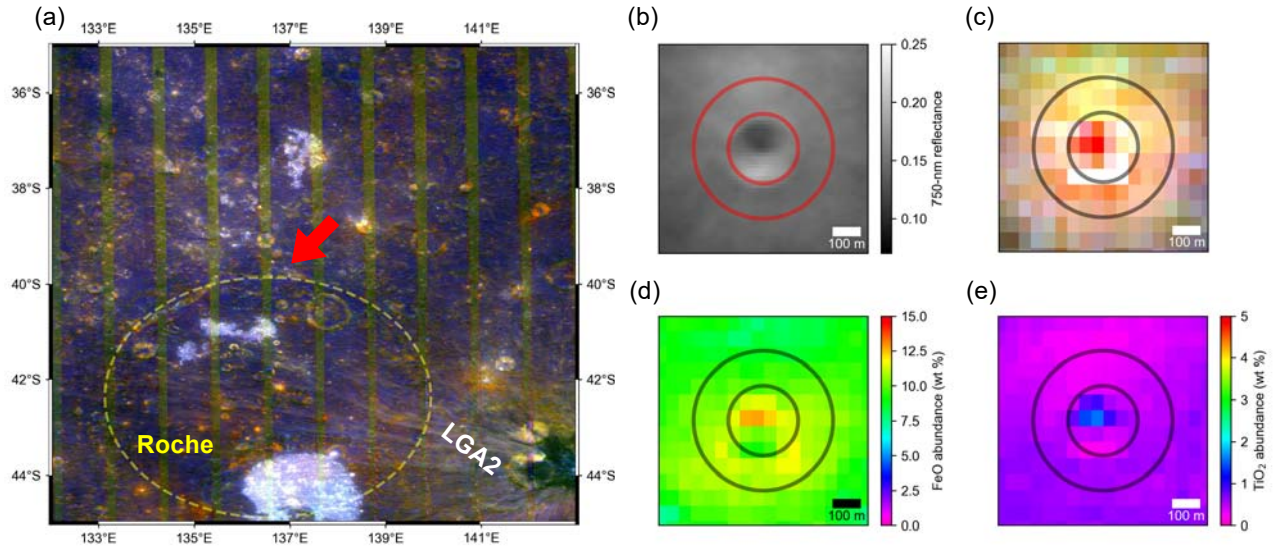 (a)
133°E 135°E 137°E 139°E 141°E
36°S 36°S
38°S 38°S
40°S 40°S
42°S 42°S
44°S 44°S
Roche
LGA2
133°E 135°E 137°E 139°E 141°E
(b)
100 m
0.25
0.20
0.15
0.10
750-nm reflectance
(c)
100 m
(d)
100 m
15.0
12.5
10.0
7.5
5.0
2.5
0.0
FeO abundance (wt %)
(e)
100 m
5
4
3
2
1
0
TiO₂ abundance (wt %)